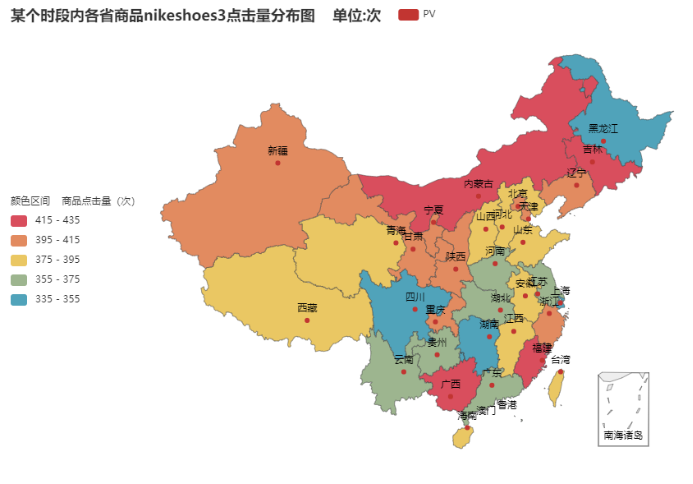 某个时段内各省商品nikeshoes3点击量分布图 单位:次
PV
颜色区间 商品点击量（次）
415 - 435
395 - 415
375 - 395
355 - 375
335 - 355
黑龙江
吉林
辽宁
新疆
内蒙古
北京
天津
宁夏
山西
河北
青海
甘肃
山东
陕西
河南
西藏
四川
重庆
湖北
安徽
江苏
上海
浙江
湖南
江西
贵州
福建
云南
台湾
广西
广东
海南
澳门
香港
南海诸岛